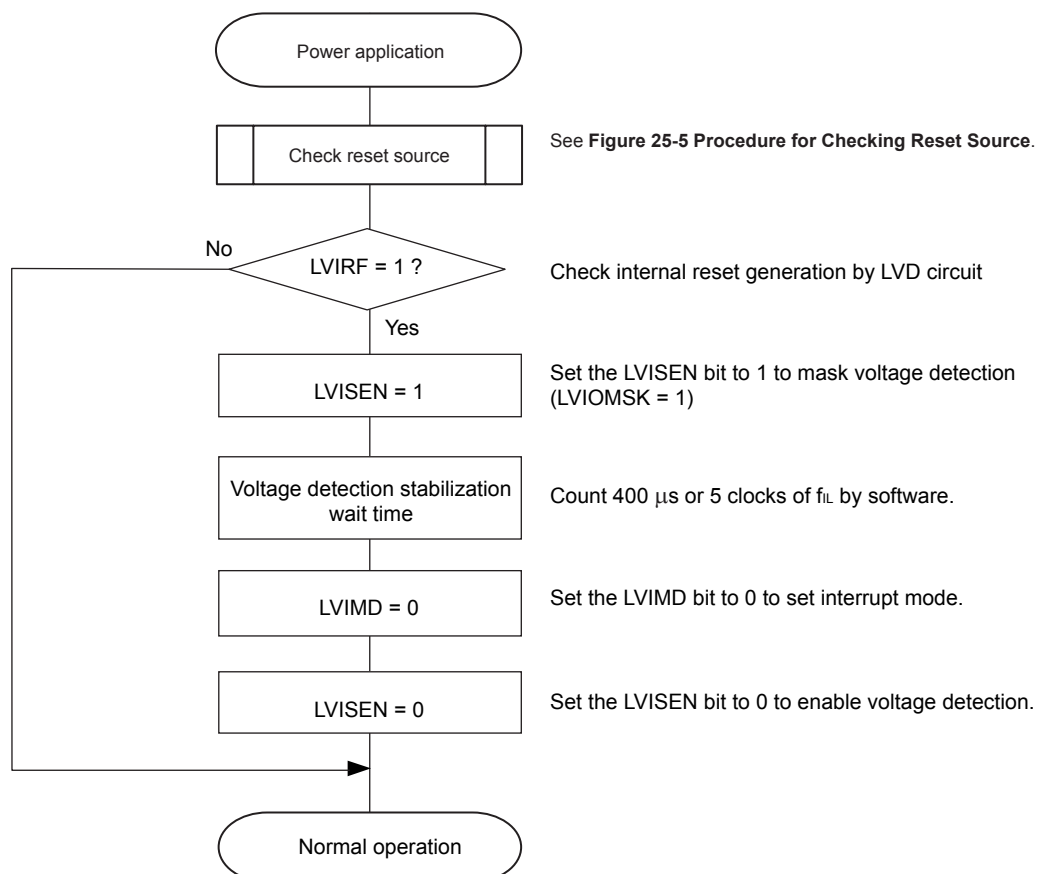 Power application
Check reset source
See Figure 25-5 Procedure for Checking Reset Source.
No
LVIRF = 1 ?
Check internal reset generation by LVD circuit
Yes
LVISEN = 1
Set the LVISEN bit to 1 to mask voltage detection
(LVIOMSK = 1)
Voltage detection stabilization
wait time
Count 400 μs or 5 clocks of fIL by software.
LVIMD = 0
Set the LVIMD bit to 0 to set interrupt mode.
LVISEN = 0
Set the LVISEN bit to 0 to enable voltage detection.
Normal operation